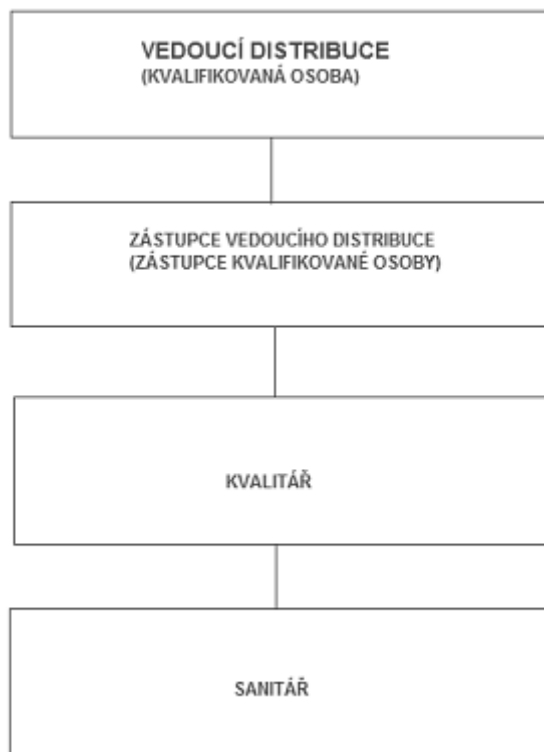 VEDOUCÍ DISTRIBUCE
(KVALIFIKOVANÁ OSOBA)
ZÁSTUPCE VEDOUCÍHO DISTRIBUCE
(ZÁSTUPCE KVALIFIKOVANÉ OSOBY)
KVALITÁŘ
SANITÁŘ